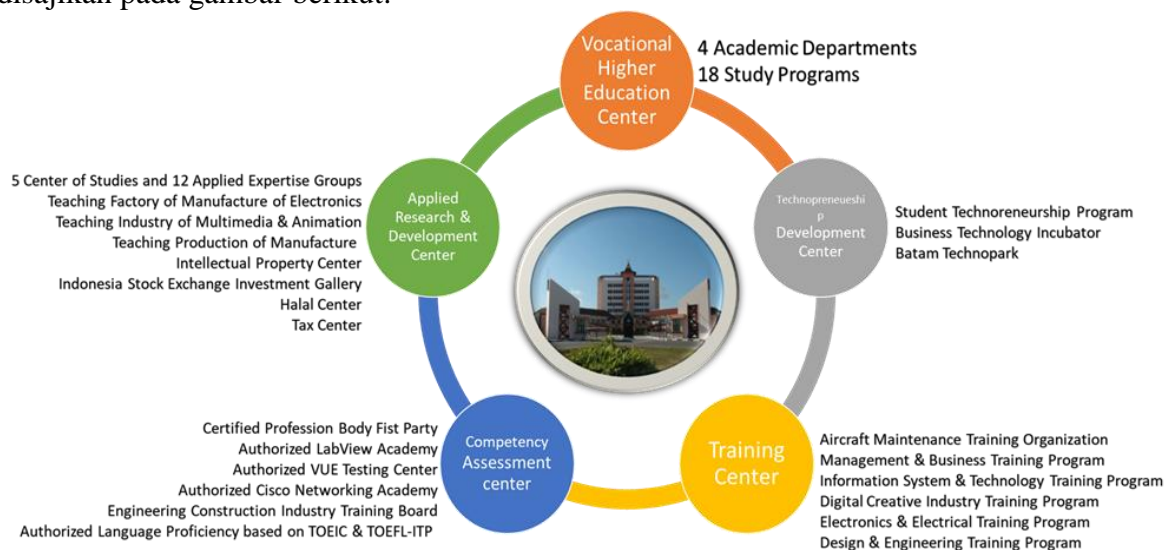 disajikan pada gambar berikut.
Vocational
Higher
Education
Center
4 Academic Departments
18 Study Programs
5 Center of Studies and 12 Applied Expertise Groups
Teaching Factory of Manufacture of Electronics
Teaching Industry of Multimedia & Animation
Teaching Production of Manufacture
Intellectual Property Center
Indonesia Stock Exchange Investment Gallery
Halal Center
Tax Center
Applied
Research &
Development
Center
Technopreneueshi
p
Development
Center
Student Technoreneurship Program
Business Technology Incubator
Batam Technopark
Certified Profession Body Fist Party
Authorized LabView Academy
Authorized VUE Testing Center
Authorized Cisco Networking Academy
Engineering Construction Industry Training Board
Authorized Language Proficiency based on TOEIC & TOEFL-ITP
Competency
Assessment
center
Training
Center
Aircraft Maintenance Training Organization
Management & Business Training Program
Information System & Technology Training Program
Digital Creative Industry Training Program
Electronics & Electrical Training Program
Design & Engineering Training Program